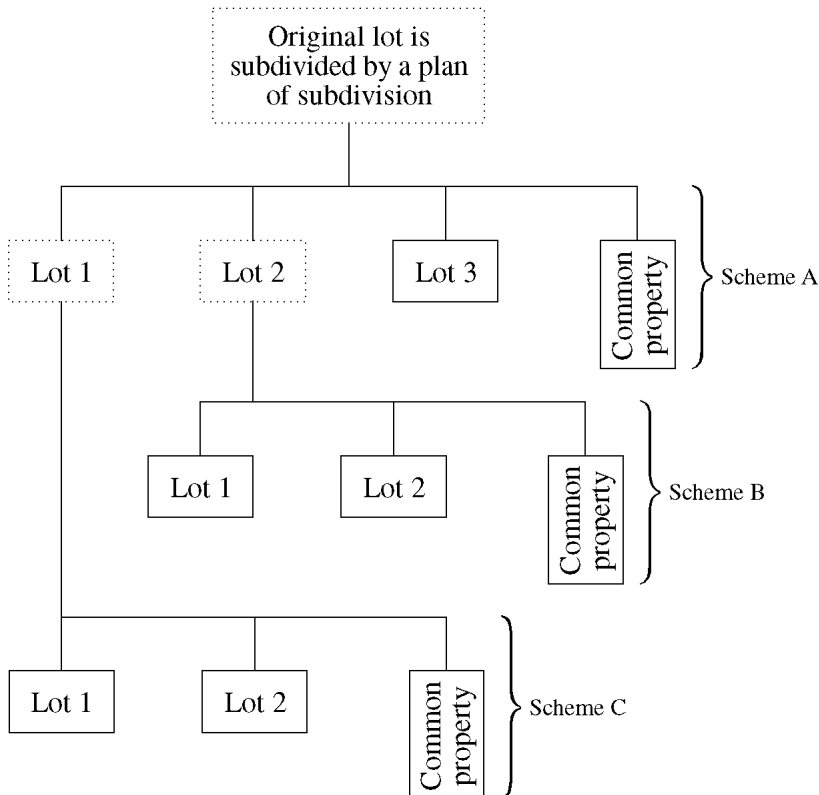 Original lot is
subdivided by a plan
of subdivision
Lot 1
Lot 2
Lot 3
Common
property
Scheme A
Lot 1
Lot 2
Common
property
Scheme B
Lot 1
Lot 2
Common
property
Scheme C